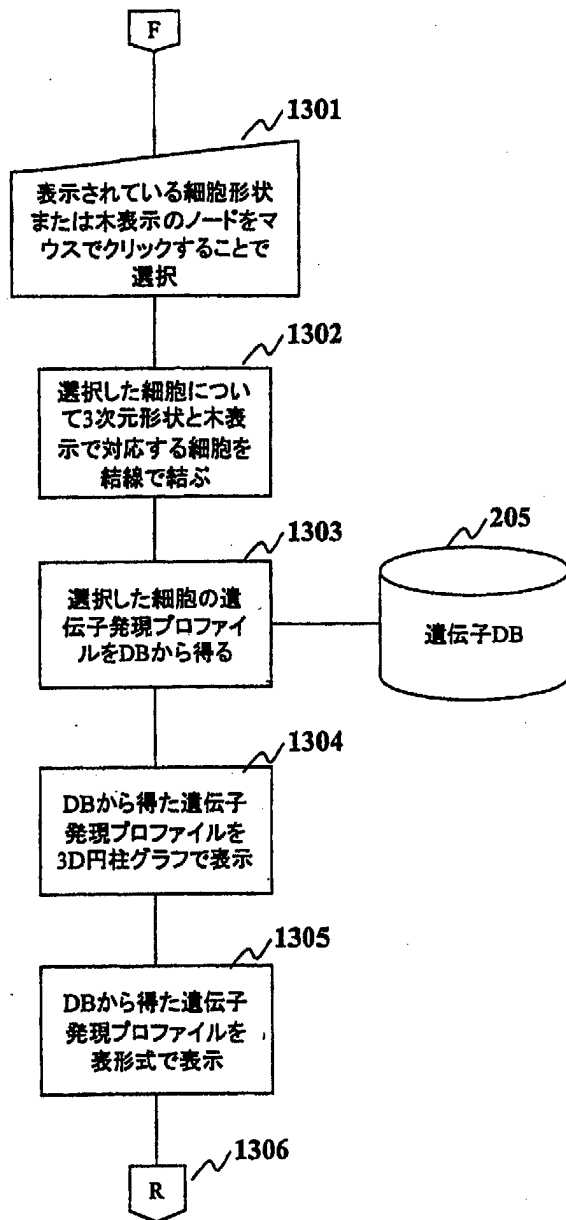 F
1301
表示されている細胞形状
または木表示のノードをマ
ウスでクリックすることで
選択
1302
選択した細胞につい
て3次元形状と木表
示で対応する細胞を
結線で結ぶ
1303
選択した細胞の遺
伝子発現プロファイ
ルをDBから得る
205
遺伝子DB
1304
DBから得た遺伝子
発現プロファイルを
3D円柱グラフで表示
1305
DBから得た遺伝子
発現プロファイルを
表形式で表示
1306
R